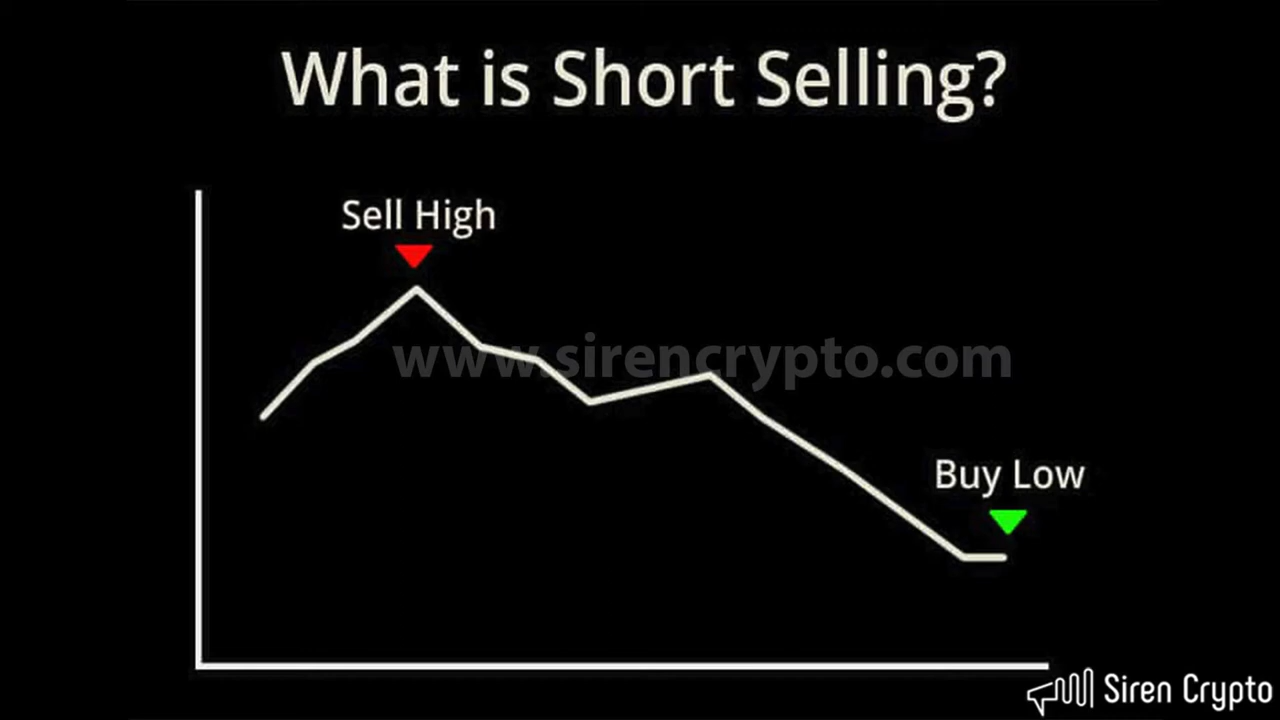 What is Short Selling?
Sell High
www.sirencrypto.com
Buy Low
Siren Crypto